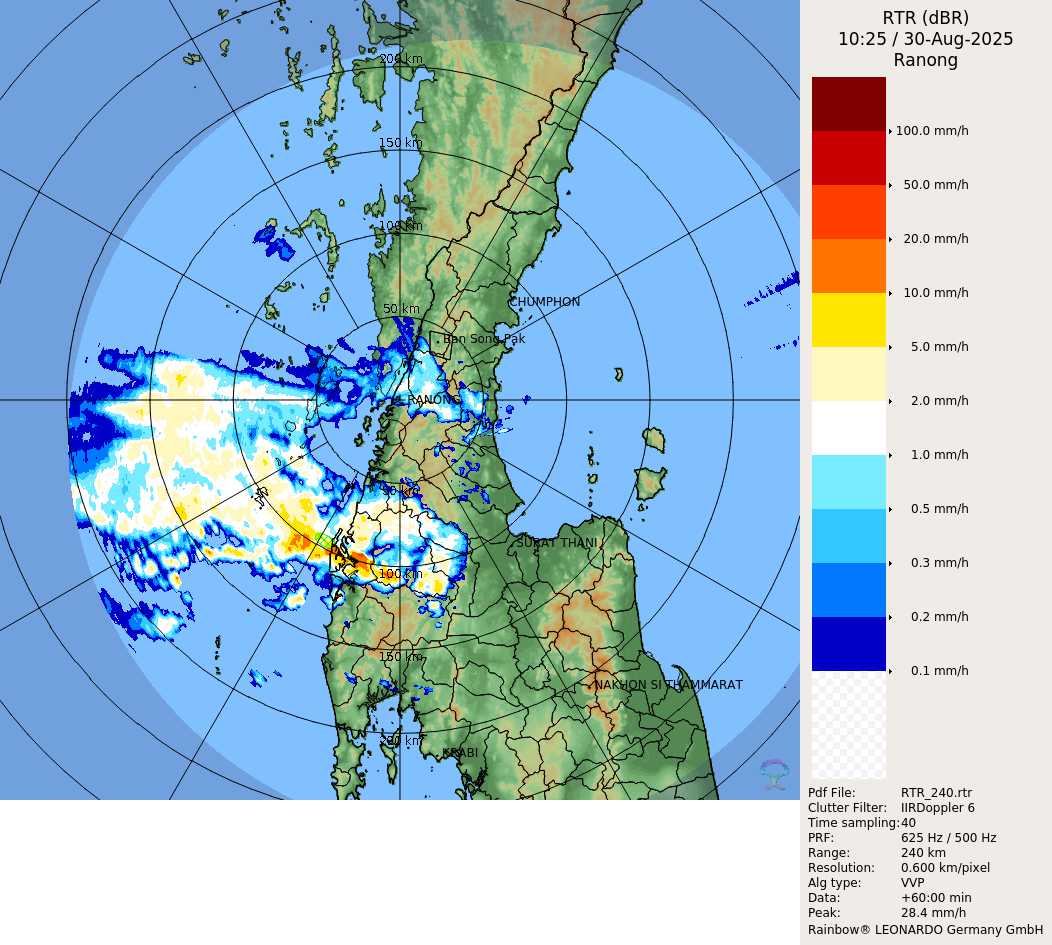 RTR (dBR)
10:25 / 30-Aug-2025
Ranong
100.0 mm/h
50.0 mm/h
20.0 mm/h
10.0 mm/h
5.0 mm/h
2.0 mm/h
1.0 mm/h
0.5 mm/h
0.3 mm/h
0.2 mm/h
0.1 mm/h
200 km
150 km
100 km
50 km
CHUMPHON
Ban Song Pak
RANONG
50 km
SURAT THANI
100 km
150 km
NAKHON SI THAMMARAT
200 km
KRABI
Pdf File: RTR_240.rtr
Clutter Filter: IIRDoppler 6
Time sampling: 40
PRF: 625 Hz / 500 Hz
Range: 240 km
Resolution: 0.600 km/pixel
Alg type: VVP
Data: +60:00 min
Peak: 28.4 mm/h
Rainbow® LEONARDO Germany GmbH